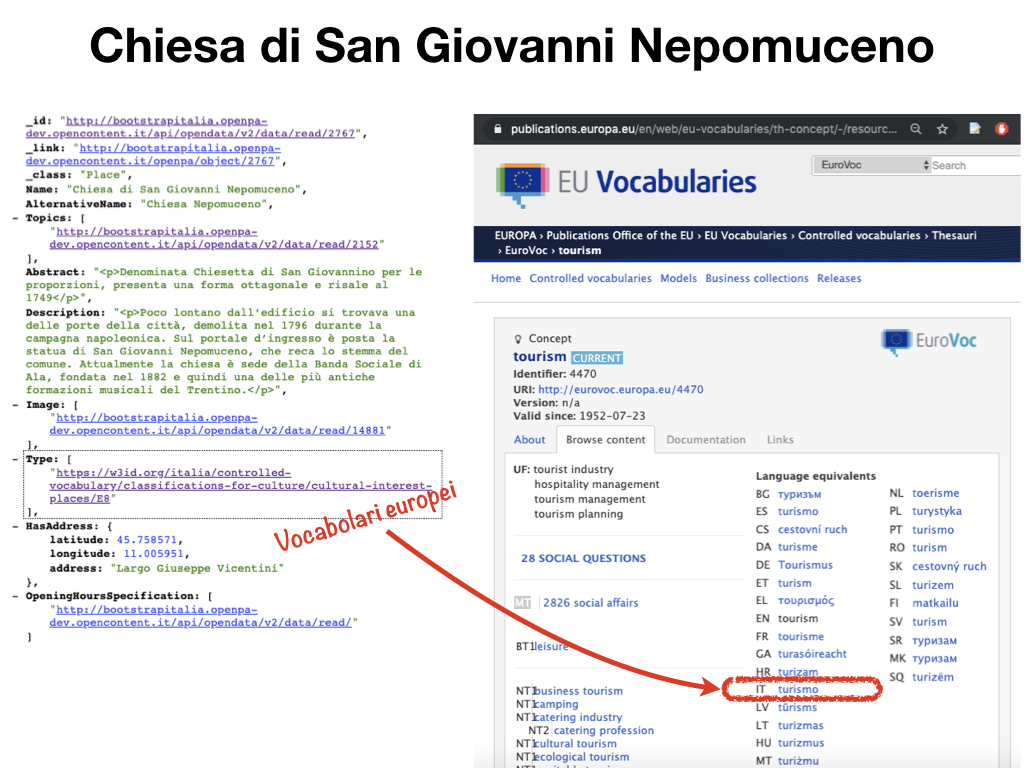 Chiesa di San Giovanni Nepomuceno
_id: "http://bootstrapitalia.openpa-
dev.opencontent.it/api/opendata/v2/data/read/2767",
_link: "http://bootstrapitalia.openpa-
dev.opencontent.it/openpa/object/2767",
_class: "Place",
Name: "Chiesa di San Giovanni Nepomuceno",
AlternativeName: "Chiesa Nepomuceno",
- Topics: [
"http://bootstrapitalia.openpa-
dev.opencontent.it/api/opendata/v2/data/read/2152"
],
Abstract: "<p>Denominata Chiesetta di San Giovannino per le
proporzioni, presenta una forma ottagonale e risale al
1749</p>",
Description: "<p>Poco lontano dall'edificio si trovava una
delle porte della città, demolita nel 1796 durante la
campagna napoleonica. Sul portale d'ingresso è posta la
statua di San Giovanni Nepomuceno, che reca lo stemma del
comune. Attualmente la chiesa è sede della Banda Sociale di
Ala, fondata nel 1882 e quindi una delle più antiche
formazioni musicali del Trentino.</p>",
- Image: [
"http://bootstrapitalia.openpa-
dev.opencontent.it/api/opendata/v2/data/read/14881"
],
- Type: [
"https://w3id.org/italia/controlled-
vocabulary/classifications-for-culture/cultural-interest-
places/E8"
],
- HasAddress: {
latitude: 45.758571,
longitude: 11.005951,
address: "Largo Giuseppe Vicentini"
},
- OpeningHoursSpecification: [
"http://bootstrapitalia.openpa-
dev.opencontent.it/api/opendata/v2/data/read/"
]
Vocabolari europei
publications.europa.eu/en/web/eu-vocabularies/th-concept/-/resourc...
EU Vocabularies
EuroVoc
Search
EUROPA › Publications Office of the EU › EU Vocabularies › Controlled vocabularies › Thesauri
› EuroVoc › tourism
Home Controlled vocabularies Models Business collections Releases
Concept
EuroVoc
tourism CURRENT
Identifier: 4470
URI: http://eurovoc.europa.eu/4470
Version: n/a
Valid since: 1952-07-23
About Browse content Documentation Links
UF: tourist industry
hospitality management
tourism management
tourism planning
28 SOCIAL QUESTIONS
MT 2826 social affairs
BT1 leisure
NT1 business tourism
NT1 camping
NT1 catering industry
NT2 catering profession
NT1 cultural tourism
NT1 ecological tourism
Language equivalents
BG туризъм
ES turismo
CS cestovní ruch
DA turisme
DE Tourismus
ET turism
EL τουρισμός
EN tourism
FR tourisme
GA turasóireacht
HR turizam
IT turismo
LV tūrisms
LT turizmas
HU turizmus
MT turiżmu
NL toerisme
PL turystyka
PT turismo
RO turism
SK cestovný ruch
SL turizem
FI matkailu
SV turism
SR туризам
MK туризам
SQ turizëm